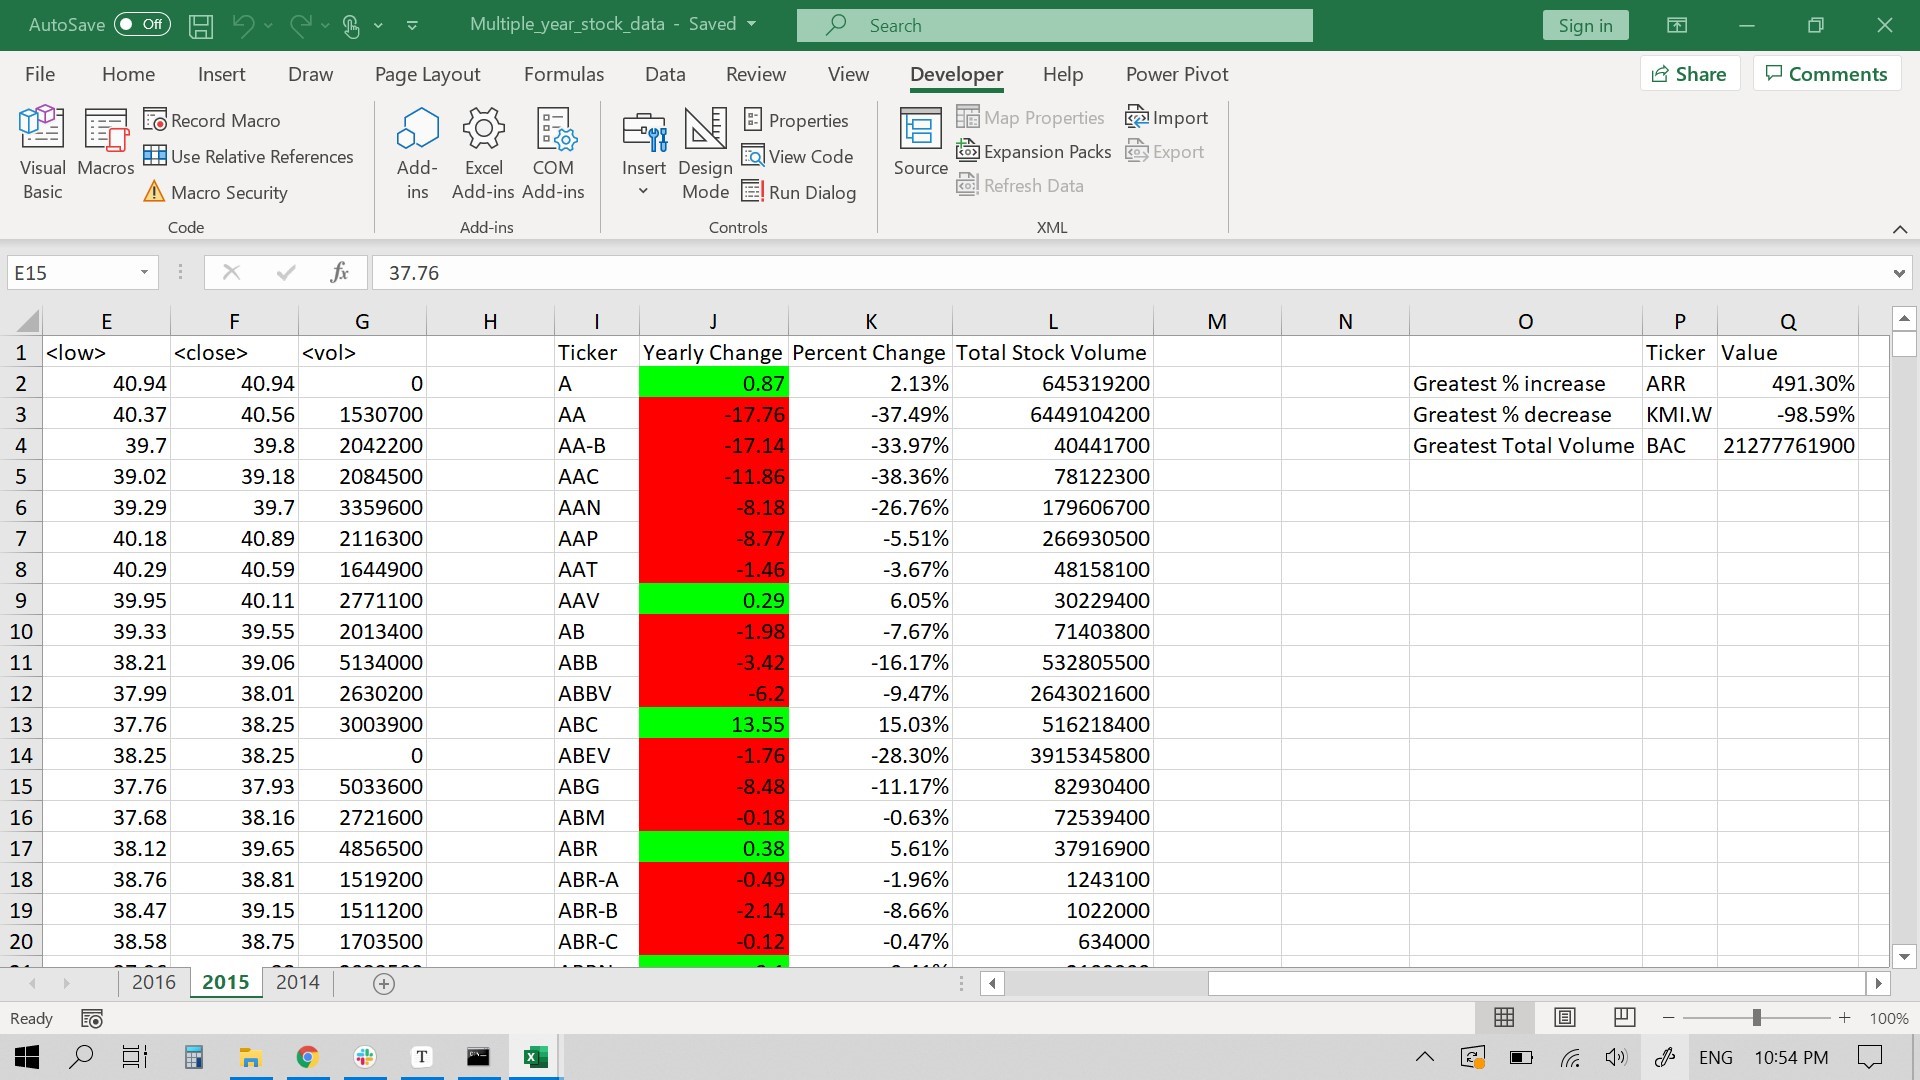 AutoSave Off Multiple_year_stock_data - Saved Search Sign in
File Home Insert Draw Page Layout Formulas Data Review View Developer Help Power Pivot Share Comments
Visual Basic
Macros
Record Macro
Use Relative References
Macro Security
Code
Add-ins
Excel Add-ins
COM Add-ins
Add-ins
Insert
Design Mode
Properties
View Code
Run Dialog
Controls
Source
Map Properties
Expansion Packs
Refresh Data
Import
Export
XML
E15 fx 37.76
E F G H I J K L M N O P Q
1 <low> <close> <vol> Ticker Yearly Change Percent Change Total Stock Volume Ticker Value
2 40.94 40.94 0 A 0.87 2.13% 645319200 Greatest % increase ARR 491.30%
3 40.37 40.56 1530700 AA -17.76 -37.49% 6449104200 Greatest % decrease KMI.W -98.59%
4 39.7 39.8 2042200 AA-B -17.14 -33.97% 40441700 Greatest Total Volume BAC 21277761900
5 39.02 39.18 2084500 AAC -11.86 -38.36% 78122300
6 39.29 39.7 3359600 AAN -8.18 -26.76% 179606700
7 40.18 40.89 2116300 AAP -8.77 -5.51% 266930500
8 40.29 40.59 1644900 AAT -1.46 -3.67% 48158100
9 39.95 40.11 2771100 AAV 0.29 6.05% 30229400
10 39.33 39.55 2013400 AB -1.98 -7.67% 71403800
11 38.21 39.06 5134000 ABB -3.42 -16.17% 532805500
12 37.99 38.01 2630200 ABBV -6.2 -9.47% 2643021600
13 37.76 38.25 3003900 ABC 13.55 15.03% 516218400
14 38.25 38.25 0 ABEV -1.76 -28.30% 3915345800
15 37.76 37.93 5033600 ABG -8.48 -11.17% 82930400
16 37.68 38.16 2721600 ABM -0.18 -0.63% 72539400
17 38.12 39.65 4856500 ABR 0.38 5.61% 37916900
18 38.76 38.81 1519200 ABR-A -0.49 -1.96% 1243100
19 38.47 39.15 1511200 ABR-B -2.14 -8.66% 1022000
20 38.58 38.75 1703500 ABR-C -0.12 -0.47% 634000
2016 2015 2014
Ready 100%
T ENG 10:54 PM